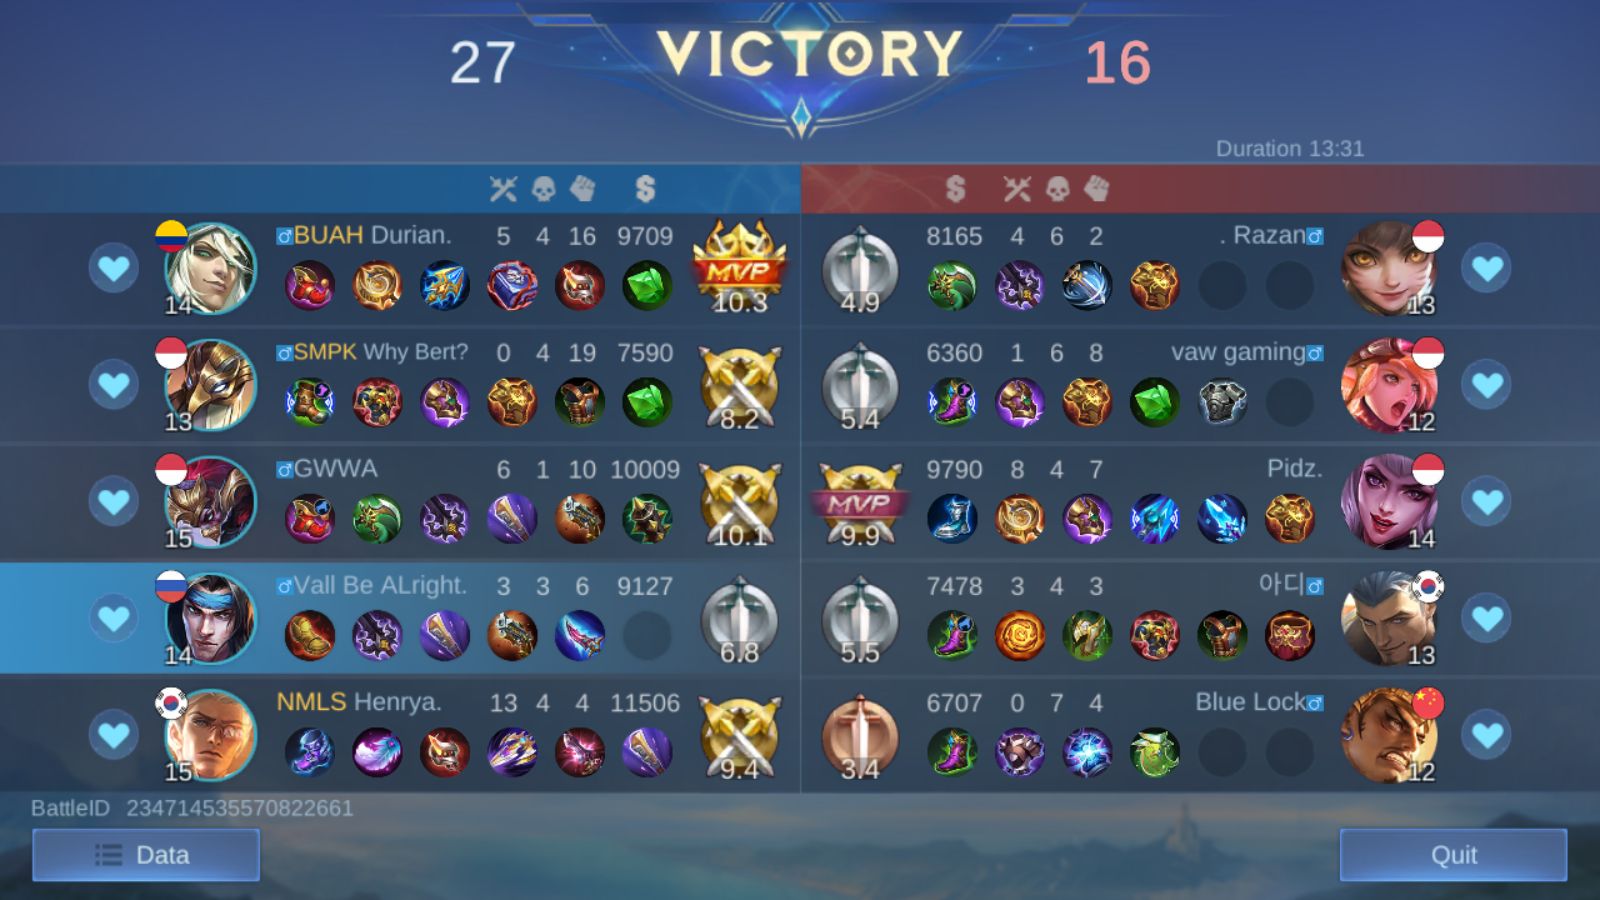 27 VICTORY 16
Duration 13:31
BUAH Durian. 5 4 16 9709
14
MVP 10.3
SMPK Why Bert? 0 4 19 7590
13
8.2
GWWA 6 1 10 10009
15
10.1
Vall Be ALright. 3 3 6 9127
14
6.8
NMLS Henrya. 13 4 4 11506
15
9.4
8165 4 6 2 . Razan
4.9
13
6360 1 6 8 vaw gaming
5.4
12
9790 8 4 7 Pidz.
MVP 9.9
14
7478 3 4 3 아디
5.5
13
6707 0 7 4 Blue Lock
3.4
12
BattleID 234714535570822661
Data
Quit